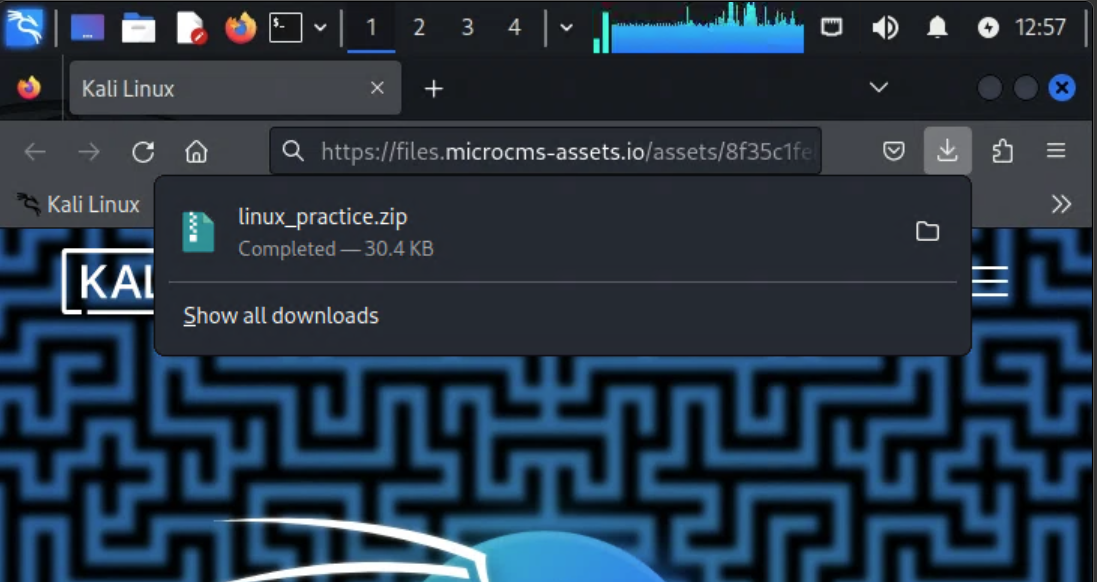 1 2 3 4 12:57
Kali Linux
https://files.microcms-assets.io/assets/8f35c1fe
Kali Linux
linux_practice.zip
Completed — 30.4 KB
KAL
Show all downloads